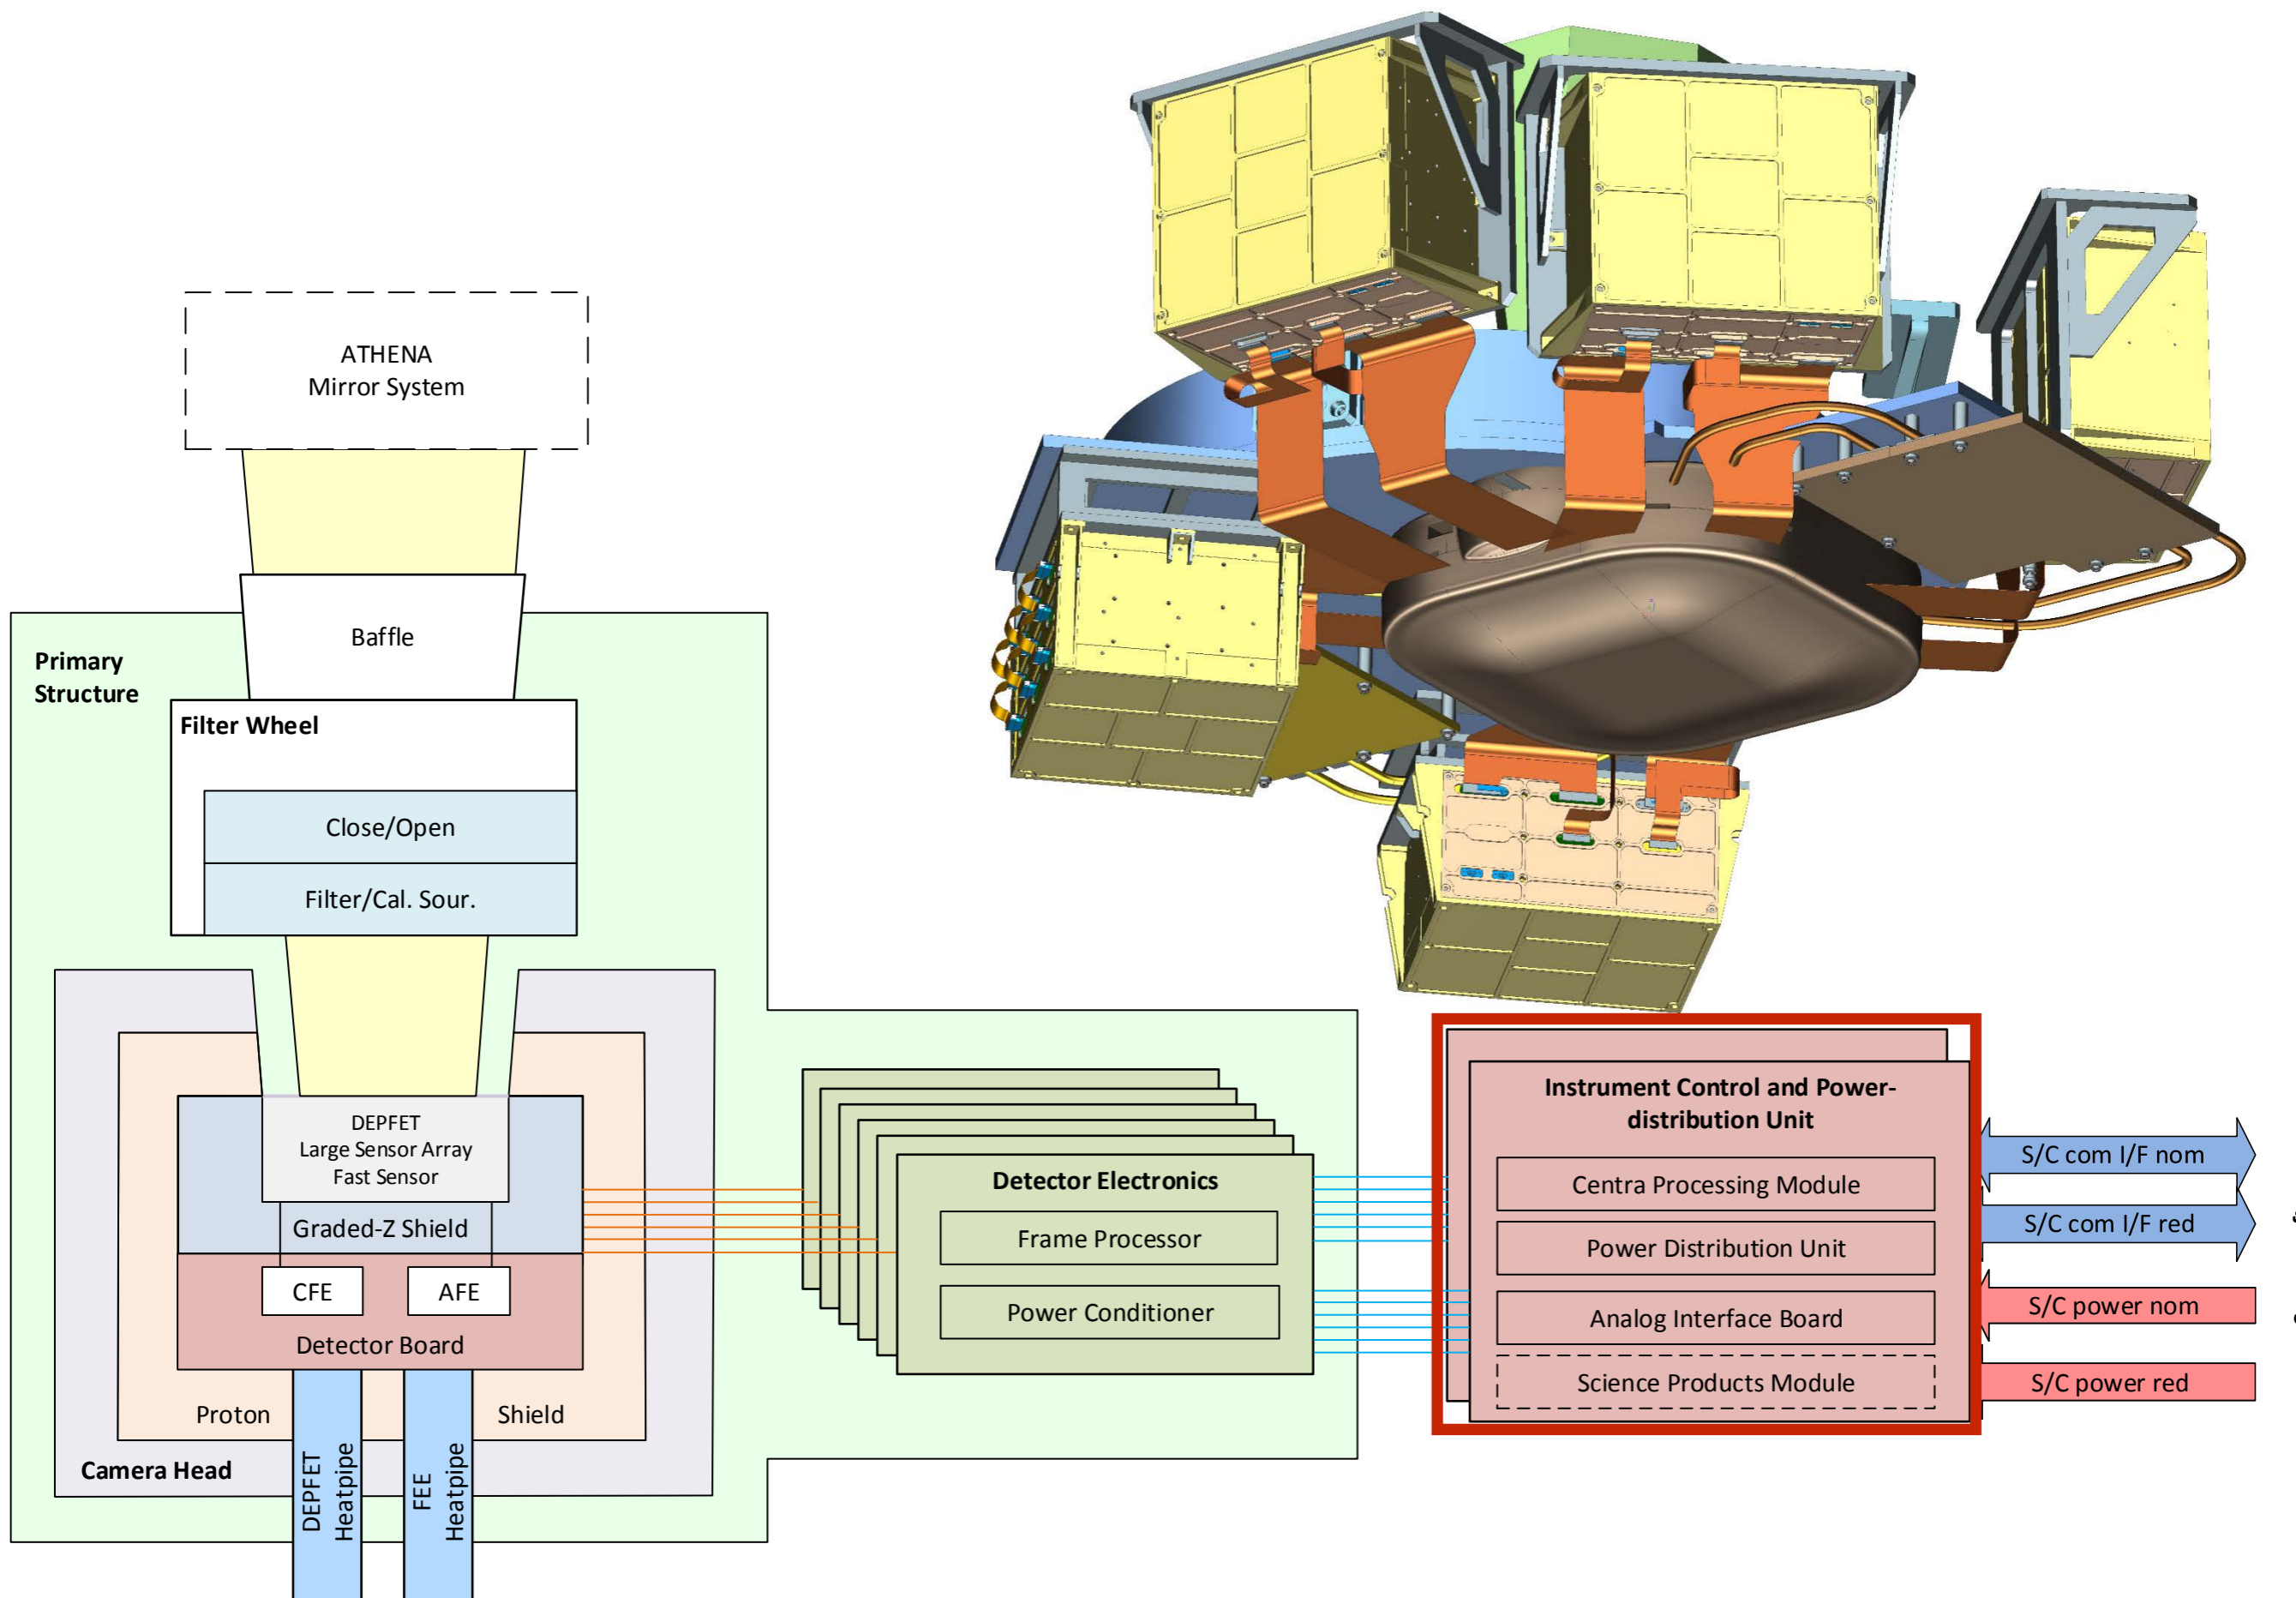 ATHENA
Mirror System
Baffle
Primary
Structure
Filter Wheel
Close/Open
Filter/Cal. Sour.
DEPFET
Large Sensor Array
Fast Sensor
Graded-Z Shield
CFE
AFE
Detector Board
Proton
Shield
Camera Head
DEPFET
Heatpipe
FEE
Heatpipe
Detector Electronics
Frame Processor
Power Conditioner
Instrument Control and Power-
distribution Unit
Centra Processing Module
Power Distribution Unit
Analog Interface Board
Science Products Module
S/C com I/F nom
S/C com I/F red
S/C power nom
S/C power red